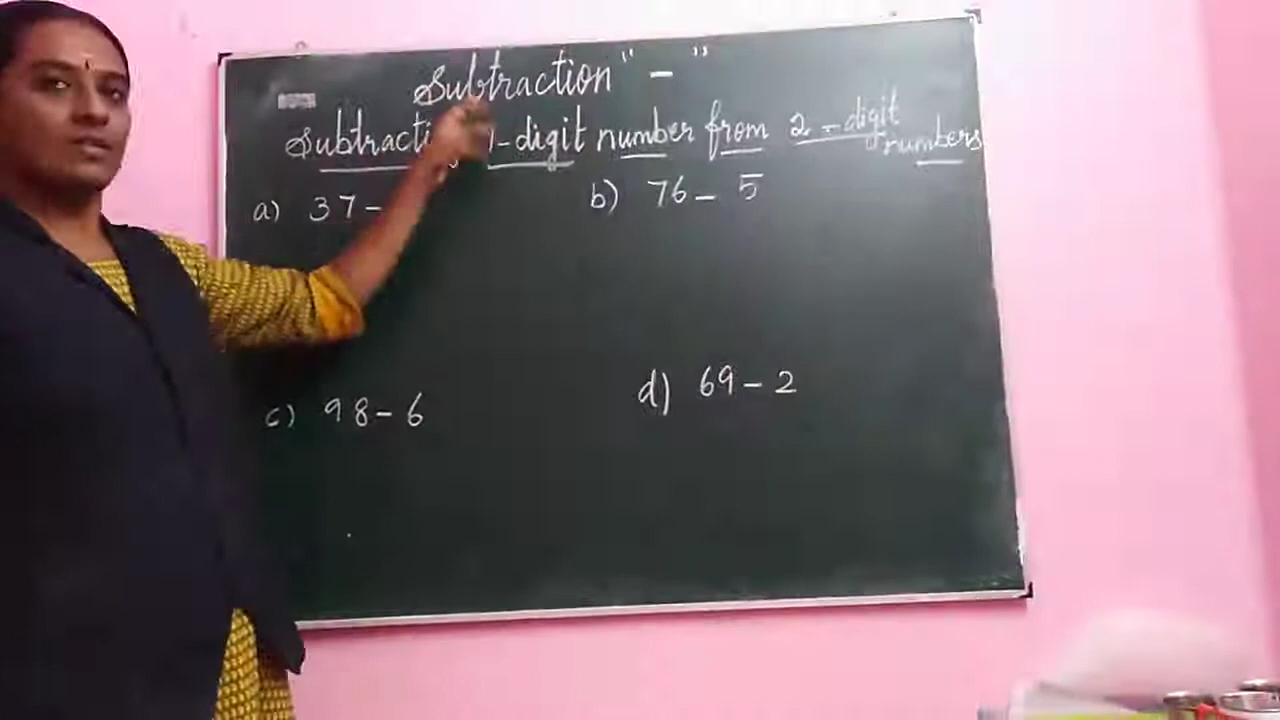 Subtraction "-"
Subtracti 1-digit number from 2-digit numbers
a) 37-
b) 76- 5
c) 98-6
d) 69-2